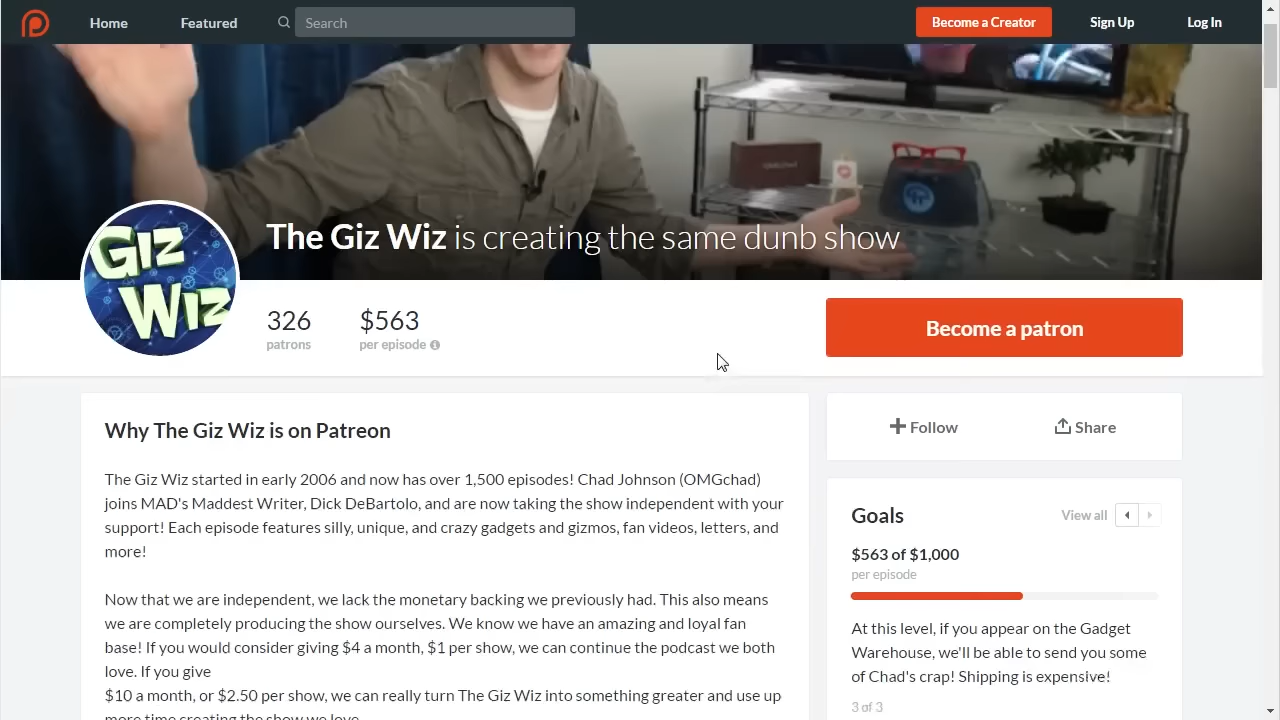 Home Featured Search Become a Creator Sign Up Log In
The Giz Wiz is creating the same dunb show
GIZ
WIZ
326 $563
patrons per episode
Become a patron
Why The Giz Wiz is on Patreon
Follow Share
The Giz Wiz started in early 2006 and now has over 1,500 episodes! Chad Johnson (OMGchad)
joins MAD's Maddest Writer, Dick DeBartolo, and are now taking the show independent with your
support! Each episode features silly, unique, and crazy gadgets and gizmos, fan videos, letters, and
more!
Now that we are independent, we lack the monetary backing we previously had. This also means
we are completely producing the show ourselves. We know we have an amazing and loyal fan
base! If you would consider giving $4 a month, $1 per show, we can continue the podcast we both
love. If you give
$10 a month, or $2.50 per show, we can really turn The Giz Wiz into something greater and use up
more time creating the show we love.
Goals View all
$563 of $1,000
per episode
At this level, if you appear on the Gadget
Warehouse, we'll be able to send you some
of Chad's crap! Shipping is expensive!
3 of 3